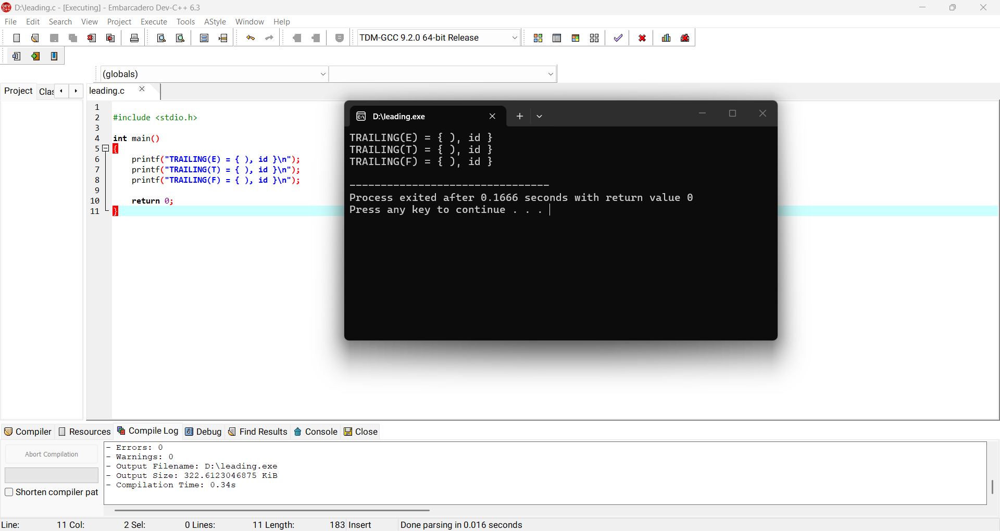 D:\leading.c - [Executing] - Embarcadero Dev-C++ 6.3
File Edit Search View Project Execute Tools AStyle Window Help
TDM-GCC 9.2.0 64-bit Release
(globals)
Project Clas
leading.c
1
2 #include <stdio.h>
3
4 int main()
5 {
6 printf("TRAILING(E) = { ), id }\n");
7 printf("TRAILING(T) = { ), id }\n");
8 printf("TRAILING(F) = { ), id }\n");
9
10 return 0;
11 }
D:\leading.exe
TRAILING(E) = { ), id }
TRAILING(T) = { ), id }
TRAILING(F) = { ), id }
--------------------------------
Process exited after 0.1666 seconds with return value 0
Press any key to continue . . .
Compiler Resources Compile Log Debug Find Results Console Close
Abort Compilation
Shorten compiler pat
- Errors: 0
- Warnings: 0
- Output Filename: D:\leading.exe
- Output Size: 322.6123046875 KiB
- Compilation Time: 0.34s
Line: 11 Col: 2 Sel: 0 Lines: 11 Length: 183 Insert Done parsing in 0.016 seconds